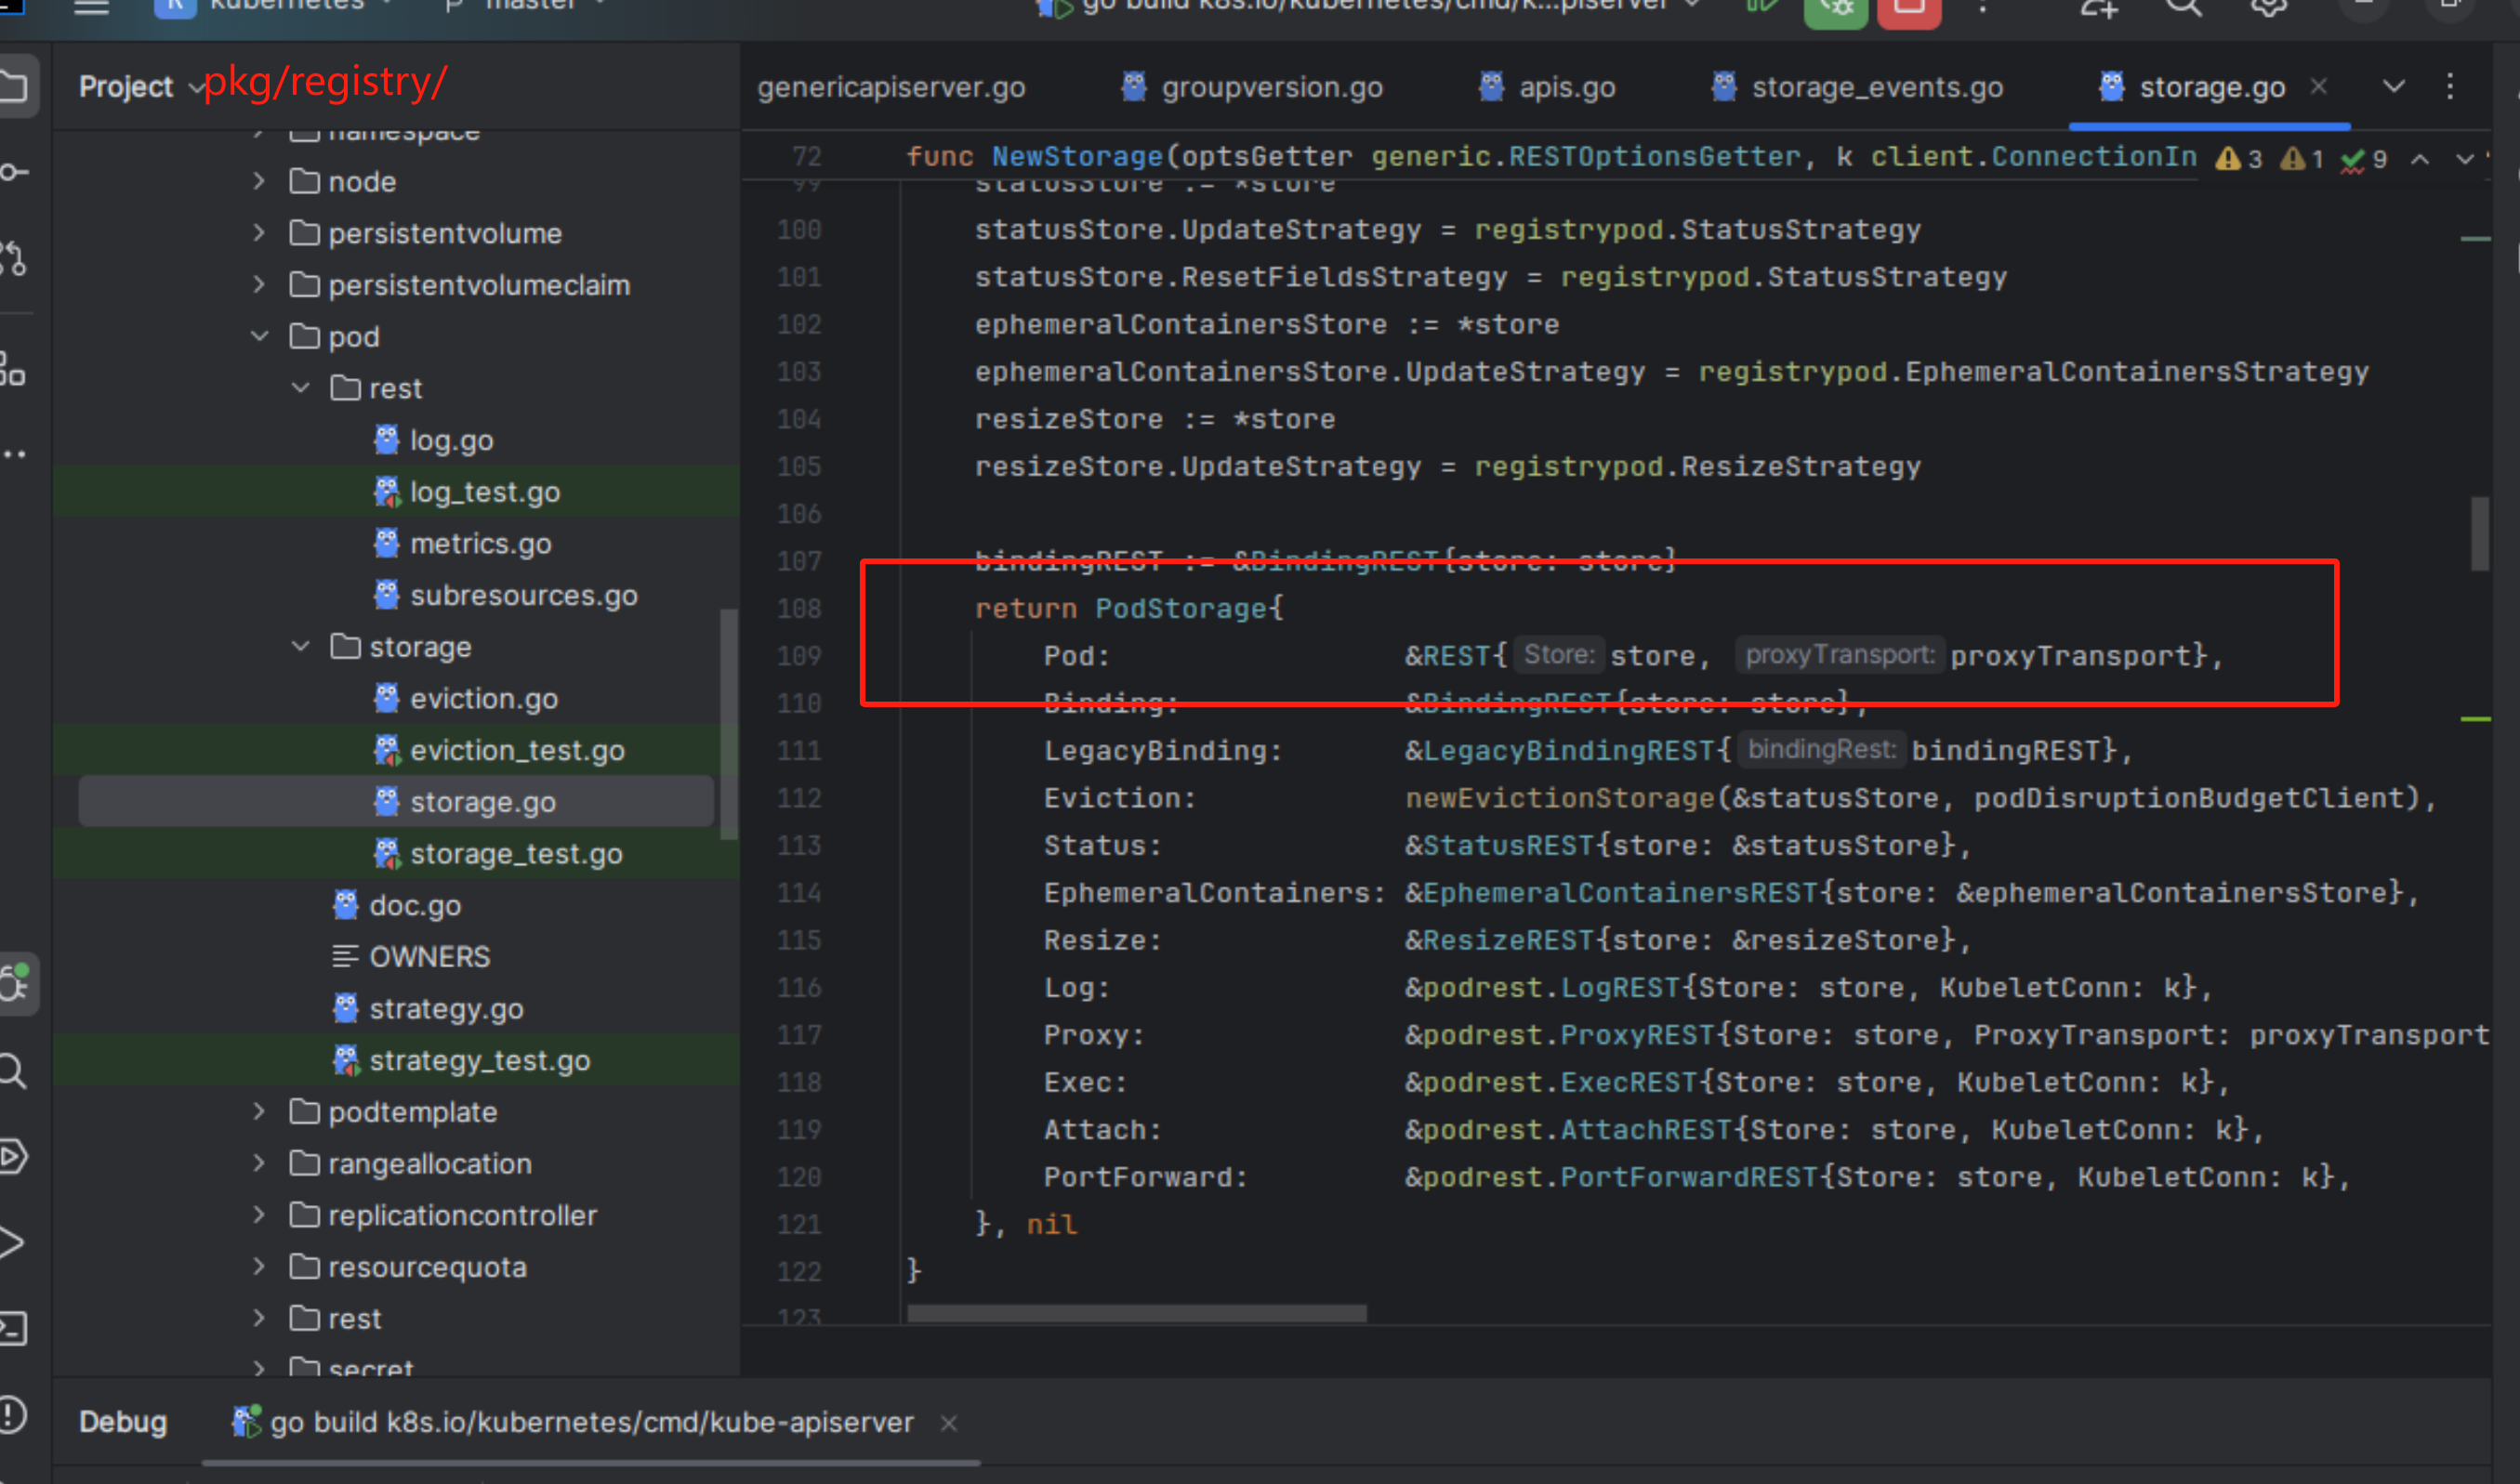 R kubernetes master go build k8s.io/kubernetes/cmd/k...piserver
Project pkg/registry/
genericapiserver.go groupversion.go apis.go storage_events.go storage.go
namespace
node
persistentvolume
persistentvolumeclaim
pod
rest
log.go
log_test.go
metrics.go
subresources.go
storage
eviction.go
eviction_test.go
storage.go
storage_test.go
doc.go
OWNERS
strategy.go
strategy_test.go
podtemplate
rangeallocation
replicationcontroller
resourcequota
rest
secret
72 func NewStorage(optsGetter generic.RESTOptionsGetter, k client.ConnectionIn 3 1 9
99 statusStore := *store
100 statusStore.UpdateStrategy = registrypod.StatusStrategy
101 statusStore.ResetFieldsStrategy = registrypod.StatusStrategy
102 ephemeralContainersStore := *store
103 ephemeralContainersStore.UpdateStrategy = registrypod.EphemeralContainersStrategy
104 resizeStore := *store
105 resizeStore.UpdateStrategy = registrypod.ResizeStrategy
106
107 bindingREST := &BindingREST{store: store}
108 return PodStorage{
109 Pod: &REST{ Store: store, proxyTransport: proxyTransport},
110 Binding: &BindingREST{store: store},
111 LegacyBinding: &LegacyBindingREST{ bindingRest: bindingREST},
112 Eviction: newEvictionStorage(&statusStore, podDisruptionBudgetClient),
113 Status: &StatusREST{store: &statusStore},
114 EphemeralContainers: &EphemeralContainersREST{store: &ephemeralContainersStore},
115 Resize: &ResizeREST{store: &resizeStore},
116 Log: &podrest.LogREST{Store: store, KubeletConn: k},
117 Proxy: &podrest.ProxyREST{Store: store, ProxyTransport: proxyTransport
118 Exec: &podrest.ExecREST{Store: store, KubeletConn: k},
119 Attach: &podrest.AttachREST{Store: store, KubeletConn: k},
120 PortForward: &podrest.PortForwardREST{Store: store, KubeletConn: k},
121 }, nil
122 }
123
Debug go build k8s.io/kubernetes/cmd/kube-apiserver